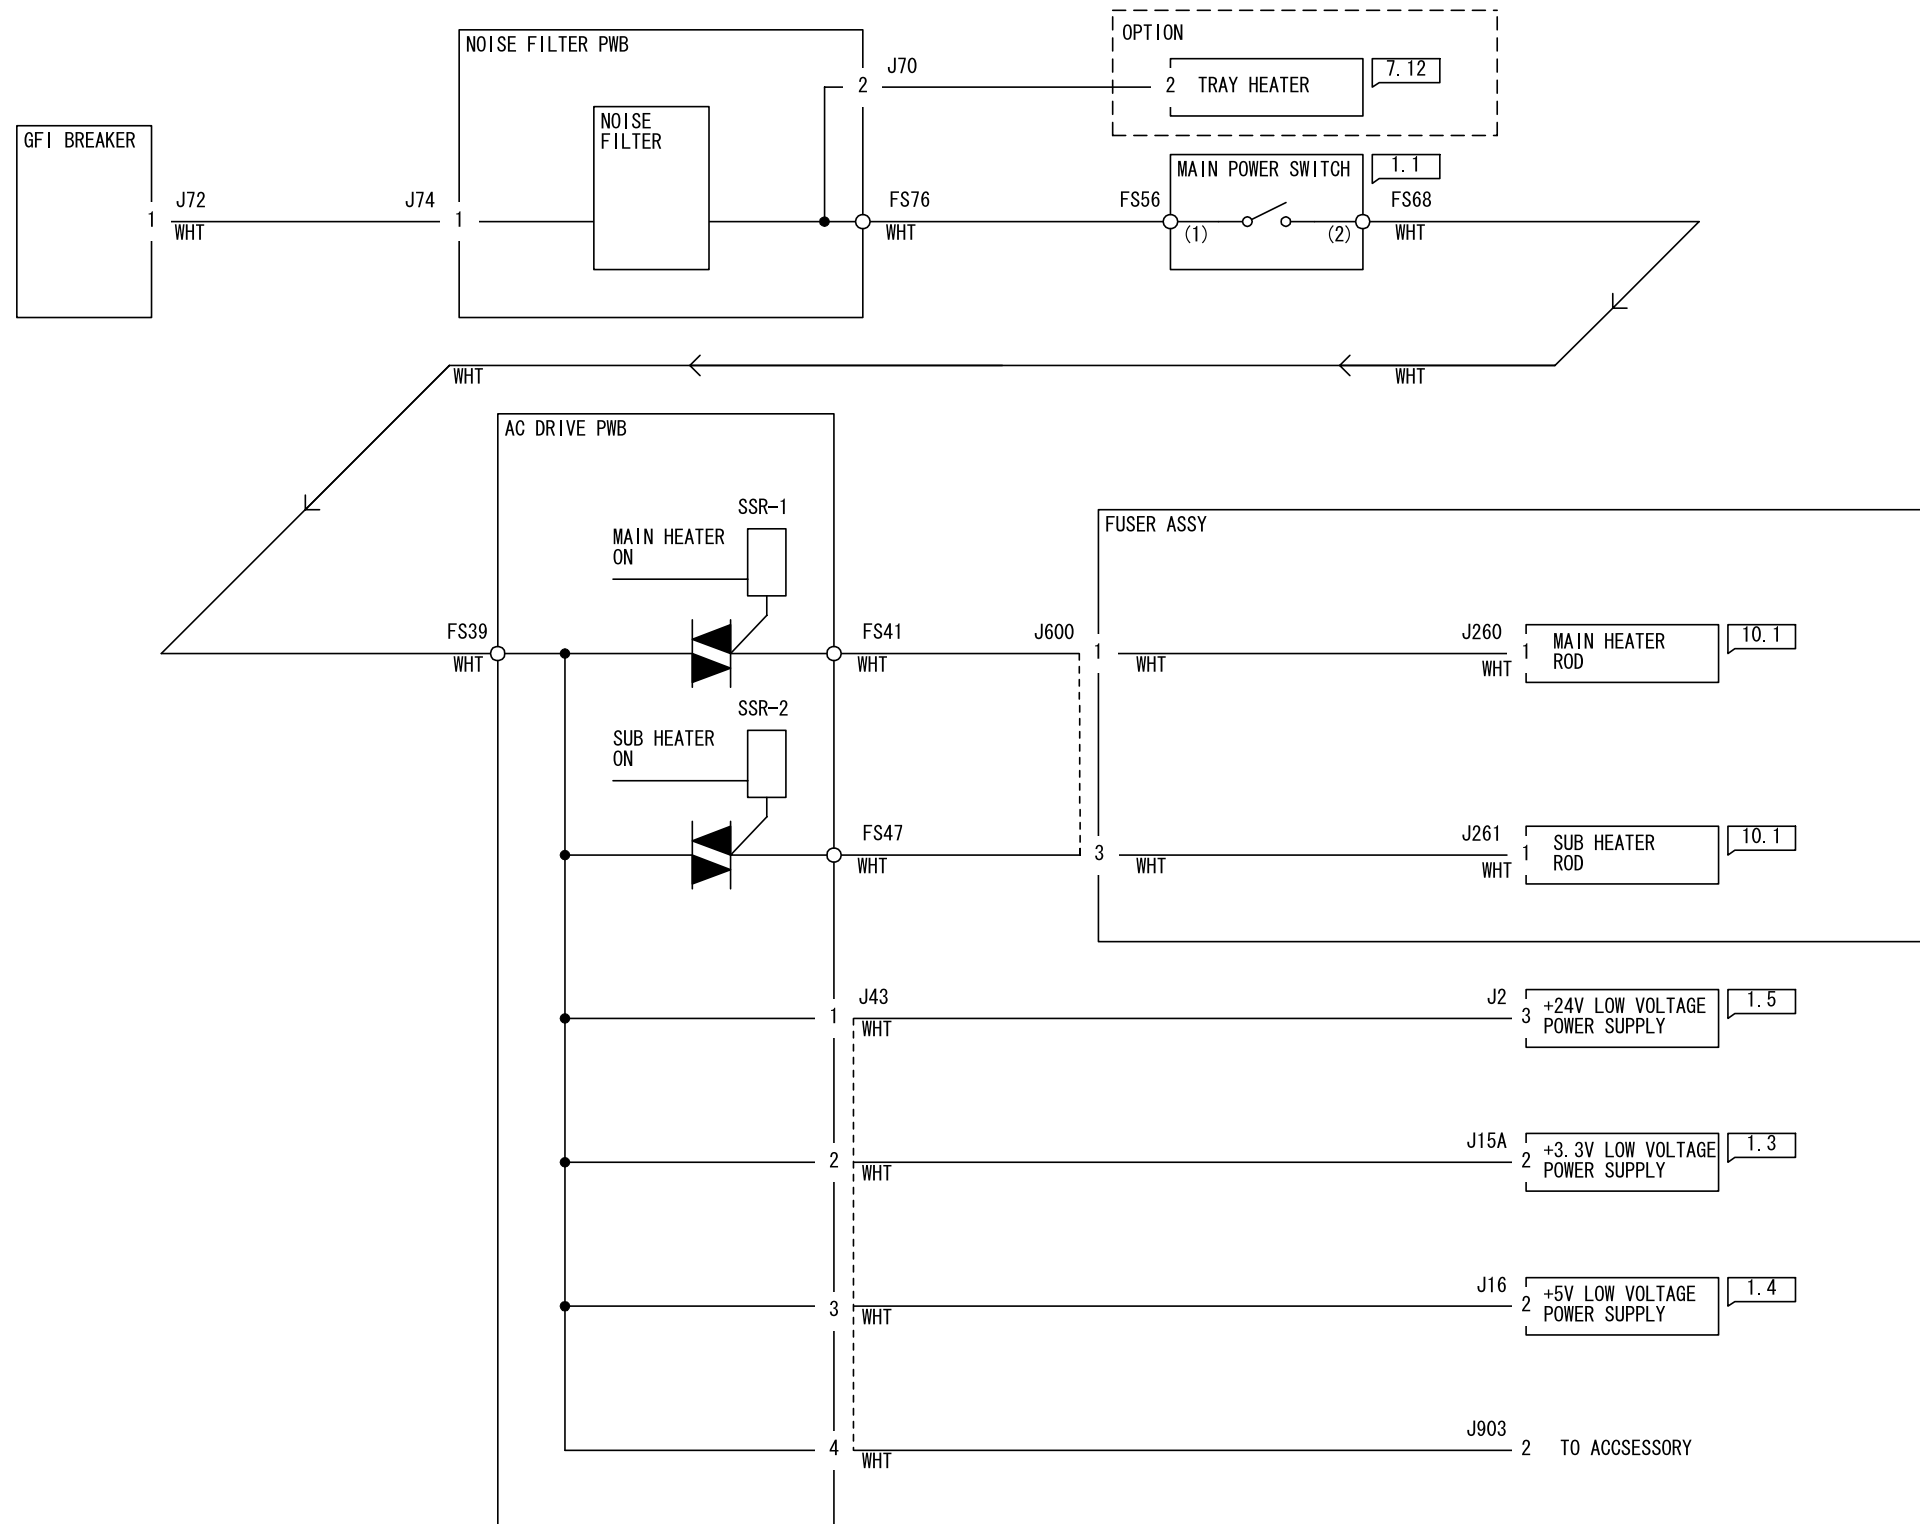 OPTION
NOISE FILTER PWB
J70
7.12
2
2 TRAY HEATER
NOISE
FILTER
GFI BREAKER
MAIN POWER SWITCH
1.1
J72
J74
FS76
FS56
FS68
1
1
WHT
WHT
(1)
(2)
WHT
WHT
WHT
AC DRIVE PWB
SSR-1
FUSER ASSY
MAIN HEATER
ON
FS39
FS41
J600
J260
10.1
MAIN HEATER
ROD
1
1
WHT
WHT
WHT
WHT
SSR-2
SUB HEATER
ON
FS47
J261
10.1
SUB HEATER
ROD
3
1
WHT
WHT
WHT
J43
J2
1.5
+24V LOW VOLTAGE
POWER SUPPLY
1
3
WHT
J15A
1.3
+3.3V LOW VOLTAGE
POWER SUPPLY
2
2
WHT
J16
1.4
+5V LOW VOLTAGE
POWER SUPPLY
3
2
WHT
J903
4
2 TO ACCSESSORY
WHT